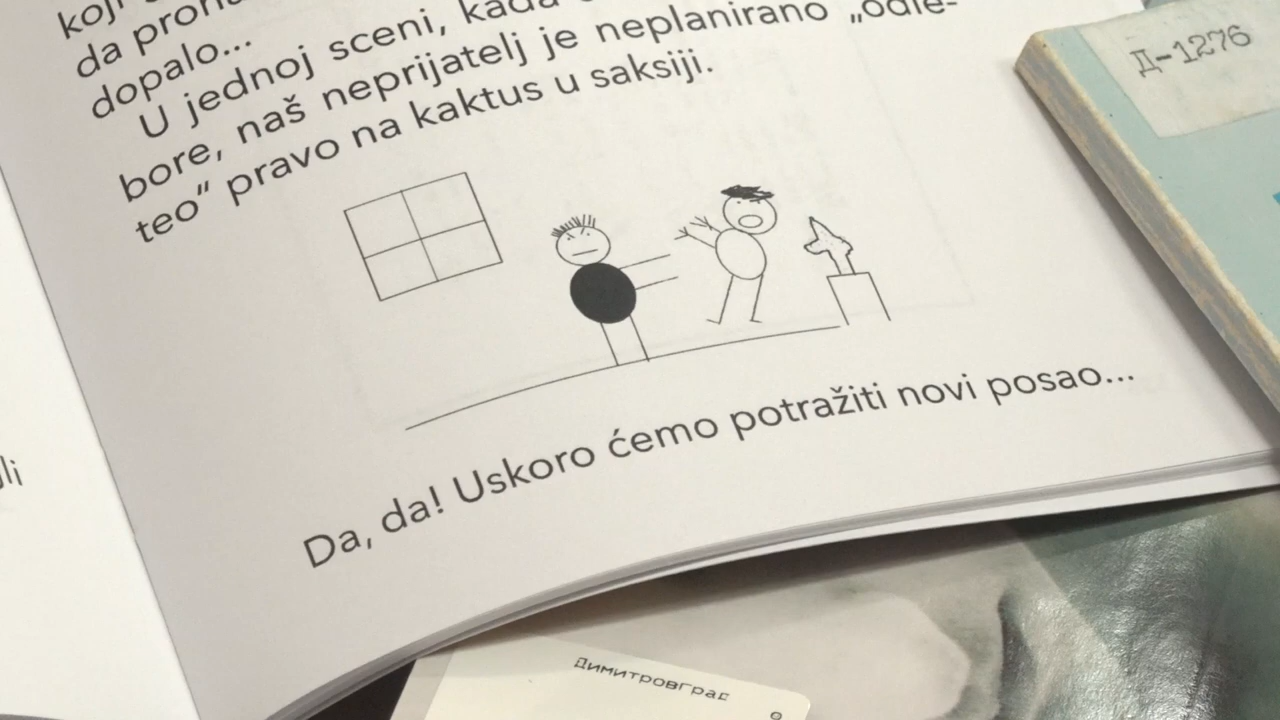 koji
da
dopalo...
U jednoj sceni, kada
bore, naš neprijatelj je neplanirano „odle-
teo“ pravo na kaktus u saksiji.
Da, da! Uskoro ćemo potražiti novi posao...
Д-1276
Димитровград